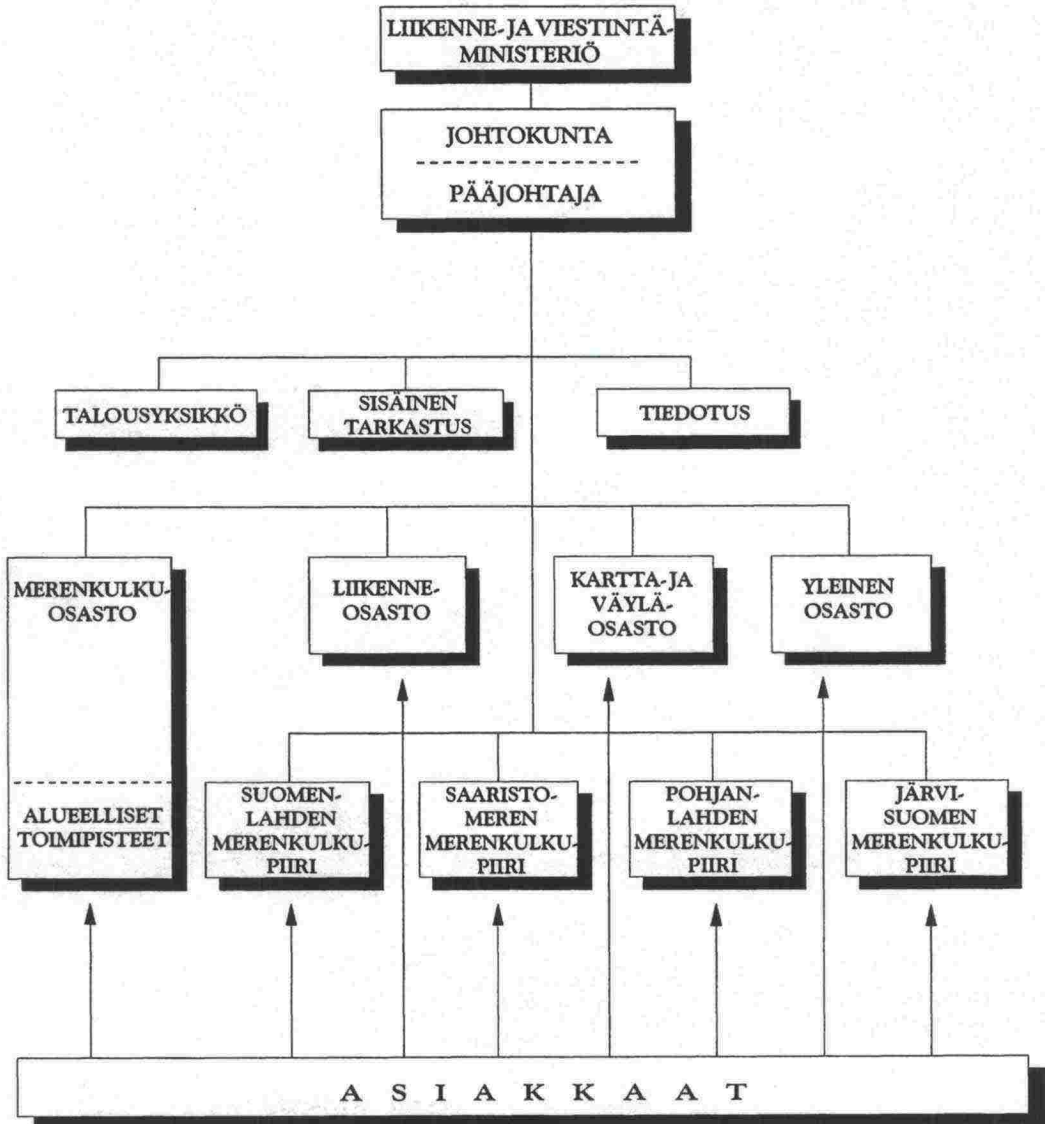 LIIKENNE- JA VIESTINTÄ-
MINISTERIÖ
JOHTOKUNTA
PÄÄJOHTAJA
TALOUSYKSIKKÖ
SISÄINEN
TARKASTUS
TIEDOTUS
MERENKULKU-
OSASTO
LIIKENNE-
OSASTO
KARTTA- JA
VÄYLÄ-
OSASTO
YLEINEN
OSASTO
ALUEELLISET
TOIMIPISTEET
SUOMEN-
LAHDEN
MERENKULKU-
PIIRI
SAARISTO-
MEREN
MERENKULKU-
PIIRI
POHJAN-
LAHDEN
MERENKULKU-
PIIRI
JÄRVI-
SUOMEN
MERENKULKU-
PIIRI
A S I A K K A A T